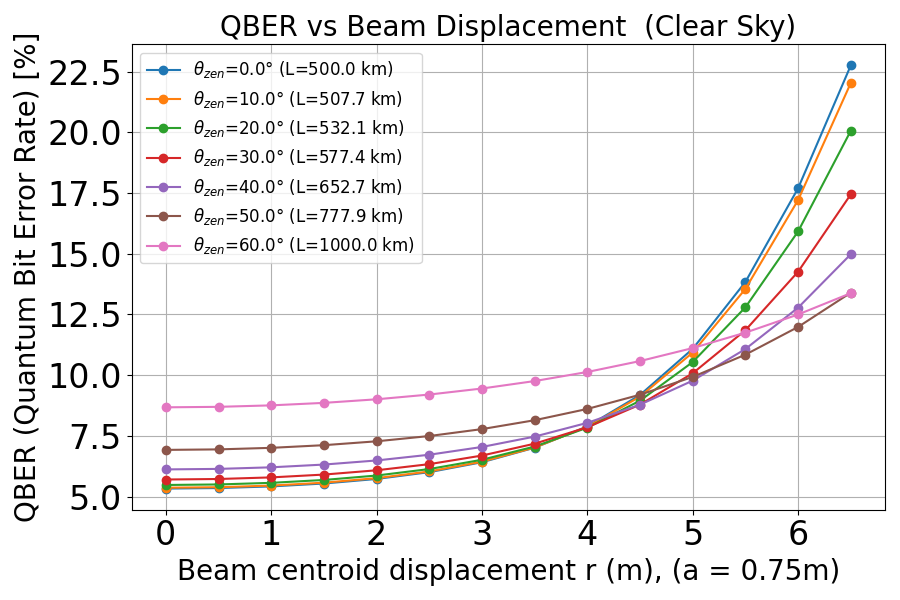 QBER vs Beam Displacement  (Clear Sky)
QBER (Quantum Bit Error Rate) [%]
22.5
20.0
17.5
15.0
12.5
10.0
7.5
5.0
θzen=0.0° (L=500.0 km)
θzen=10.0° (L=507.7 km)
θzen=20.0° (L=532.1 km)
θzen=30.0° (L=577.4 km)
θzen=40.0° (L=652.7 km)
θzen=50.0° (L=777.9 km)
θzen=60.0° (L=1000.0 km)
0 1 2 3 4 5 6
Beam centroid displacement r (m), (a = 0.75m)